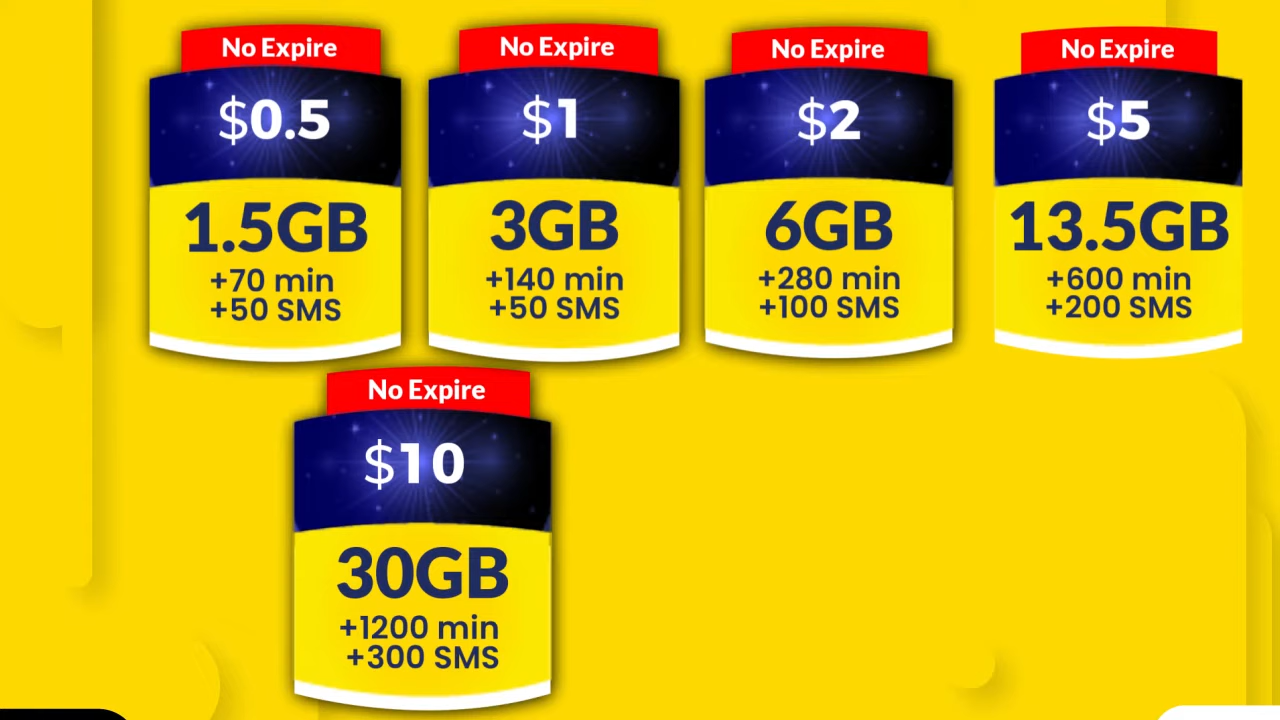 No Expire
$0.5
1.5GB
+70 min
+50 SMS
No Expire
$1
3GB
+140 min
+50 SMS
No Expire
$2
6GB
+280 min
+100 SMS
No Expire
$5
13.5GB
+600 min
+200 SMS
No Expire
$10
30GB
+1200 min
+300 SMS